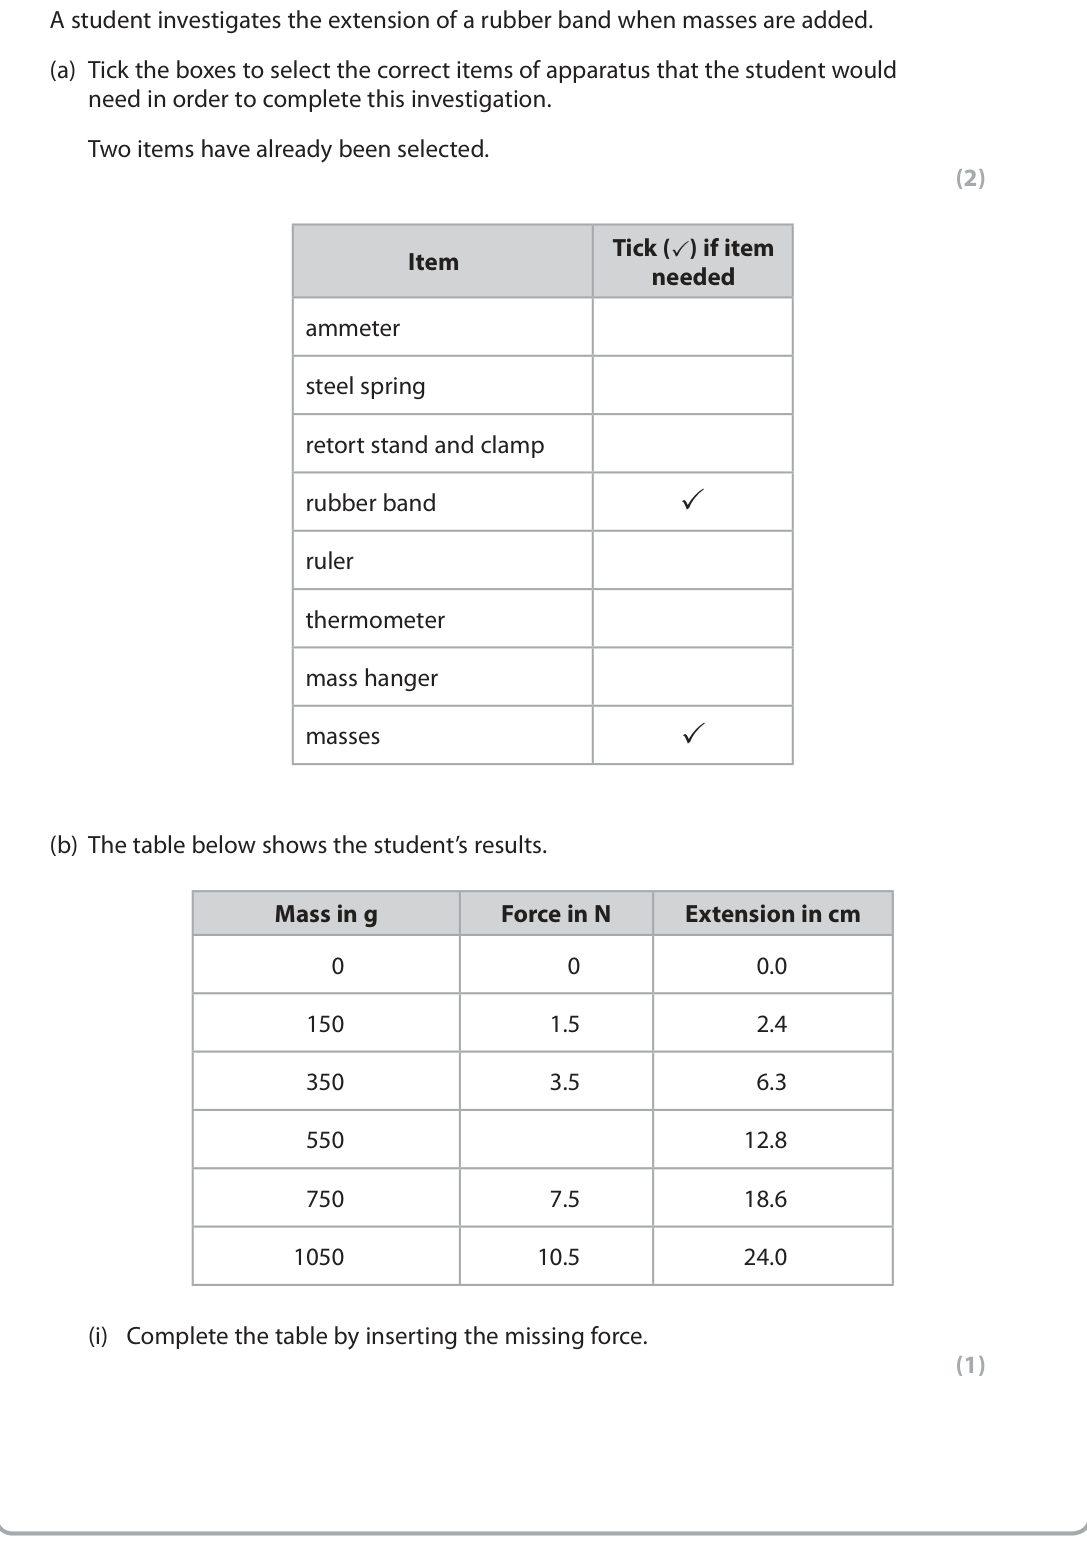 A student investigates the extension of a rubber band when masses are added.
(a) Tick the boxes to select the correct items of apparatus that the student would
need in order to complete this investigation.
Two items have already been selected.
(2)
Item Tick (✓) if item needed
ammeter
steel spring
retort stand and clamp
rubber band ✓
ruler
thermometer
mass hanger
masses ✓
(b) The table below shows the student’s results.
Mass in g Force in N Extension in cm
0 0 0.0
150 1.5 2.4
350 3.5 6.3
550 12.8
750 7.5 18.6
1050 10.5 24.0
(i) Complete the table by inserting the missing force.
(1)